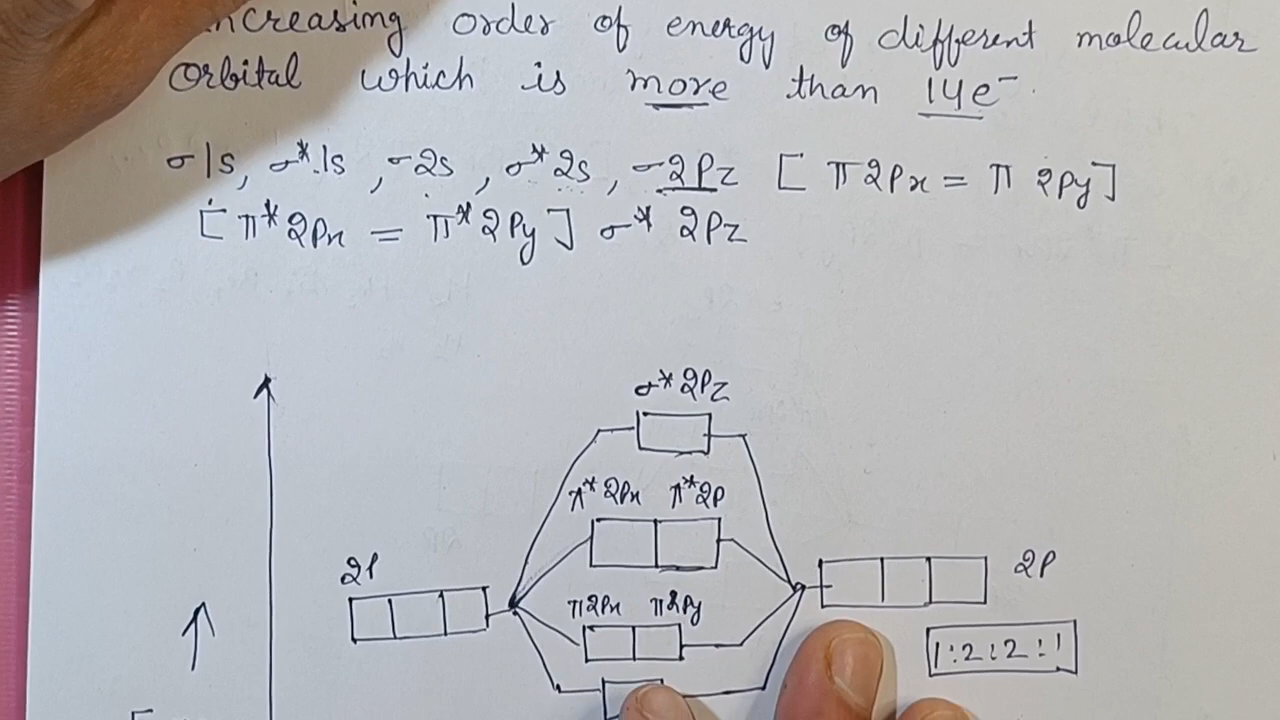 increasing order of energy of different molecular
orbital which is more than 14e⁻.
σ1s, σ*1s, σ2s, σ*2s, σ2Pz [π2Px = π2Py]
[π*2Px = π*2Py] σ*2Pz
σ*2Pz
π*2Px π*2P
2P
2P
π2Px π2Py
1:2:2:1